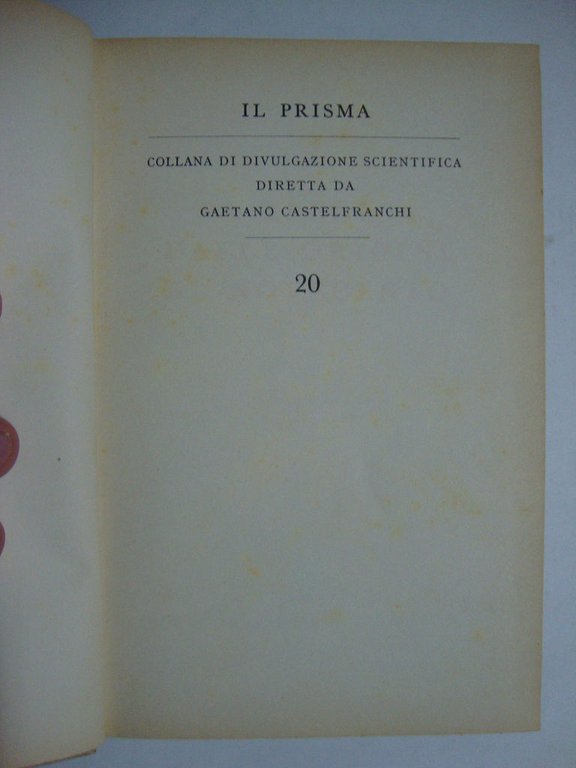 IL PRISMA
COLLANA DI DIVULGAZIONE SCIENTIFICA
DIRETTA DA
GAETANO CASTELFRANCHI
20